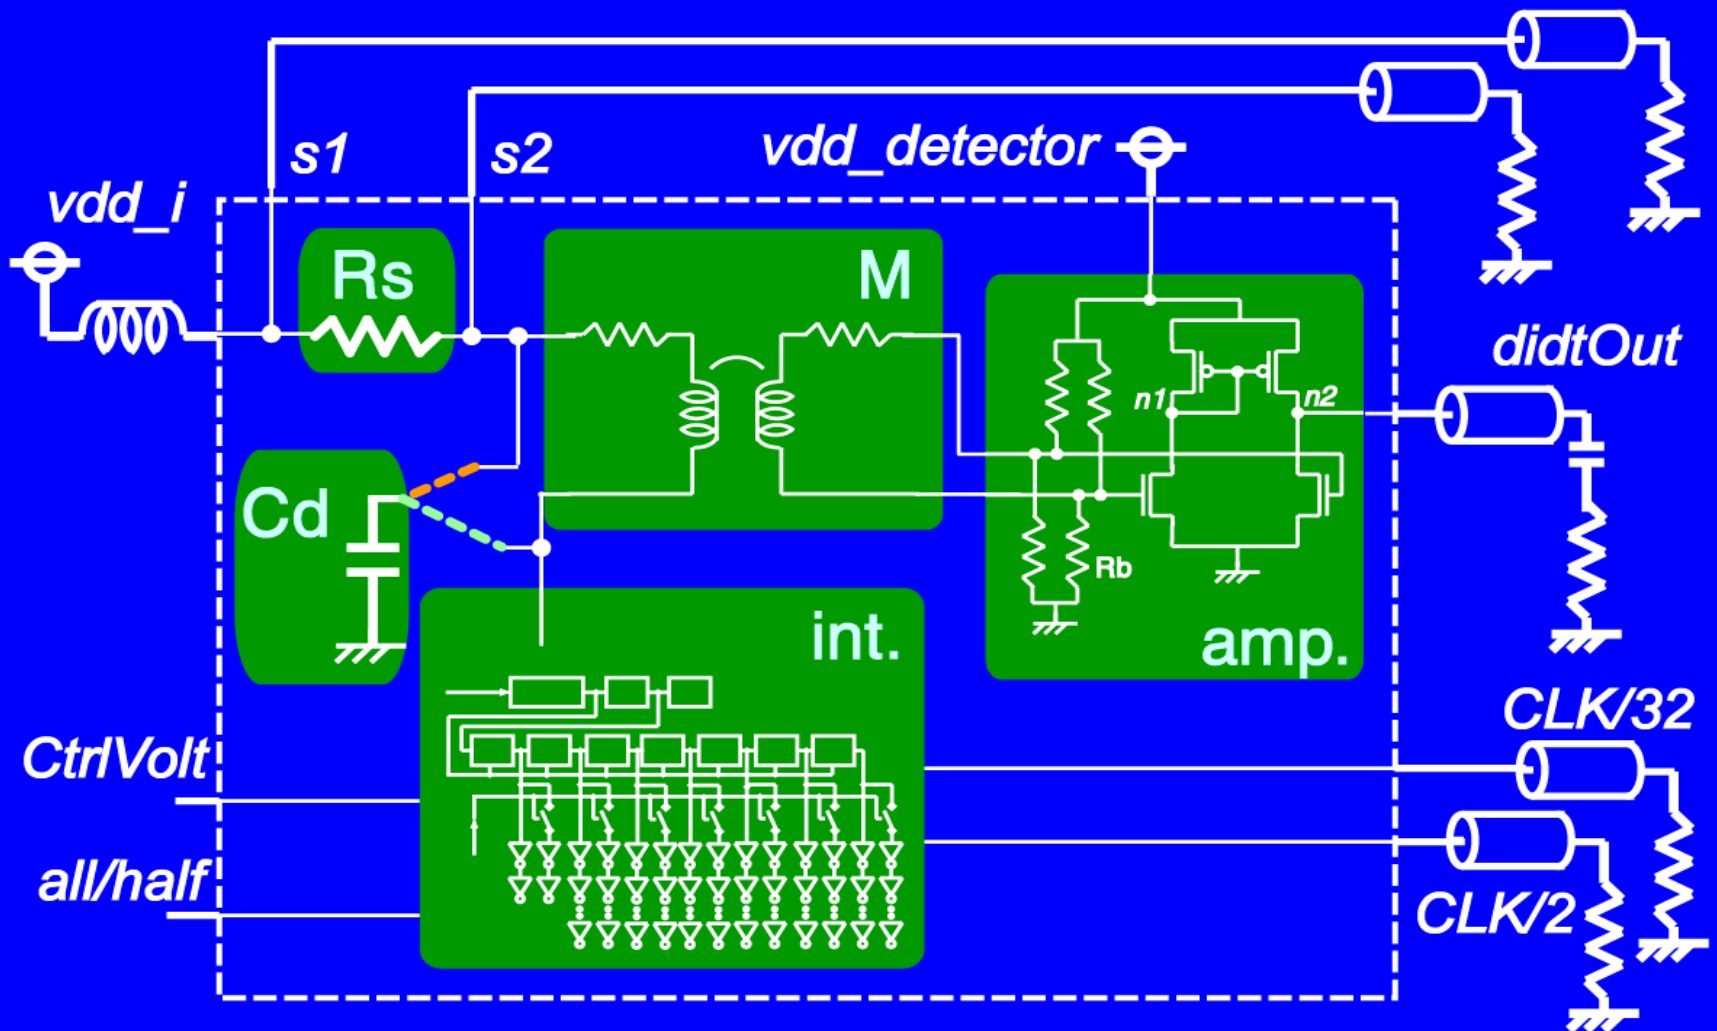 s1
s2
vdd_detector
vdd_i
Rs
M
didtOut
n1
n2
Cd
Rb
int.
amp.
CLK/32
CtrlVolt
all/half
CLK/2